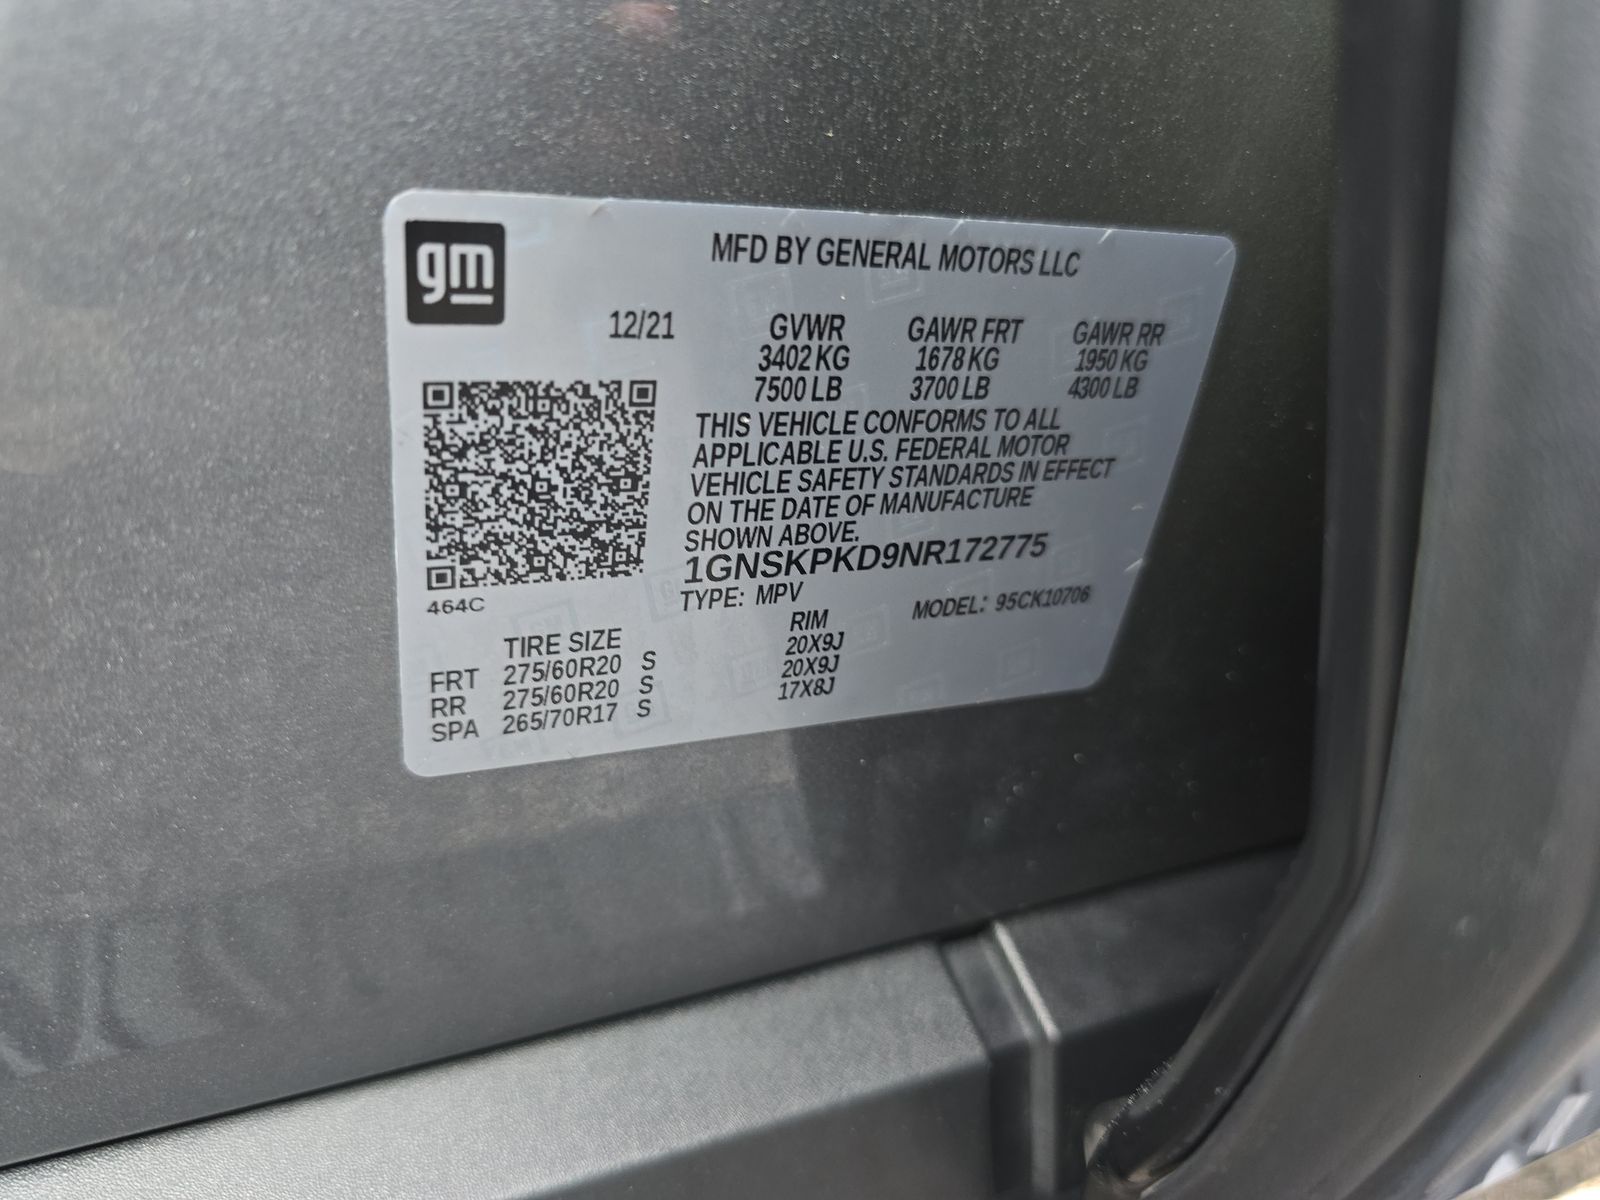 gm
MFD BY GENERAL MOTORS LLC
12/21 GVWR GAWR FRT GAWR RR
3402 KG 1678 KG 1950 KG
7500 LB 3700 LB 4300 LB
THIS VEHICLE CONFORMS TO ALL
APPLICABLE U.S. FEDERAL MOTOR
VEHICLE SAFETY STANDARDS IN EFFECT
ON THE DATE OF MANUFACTURE
SHOWN ABOVE.
1GNSKPKD9NR172775
TYPE: MPV MODEL: 95CK10706
464C
TIRE SIZE RIM
FRT 275/60R20 S 20X9J
RR 275/60R20 S 20X9J
SPA 265/70R17 S 17X8J